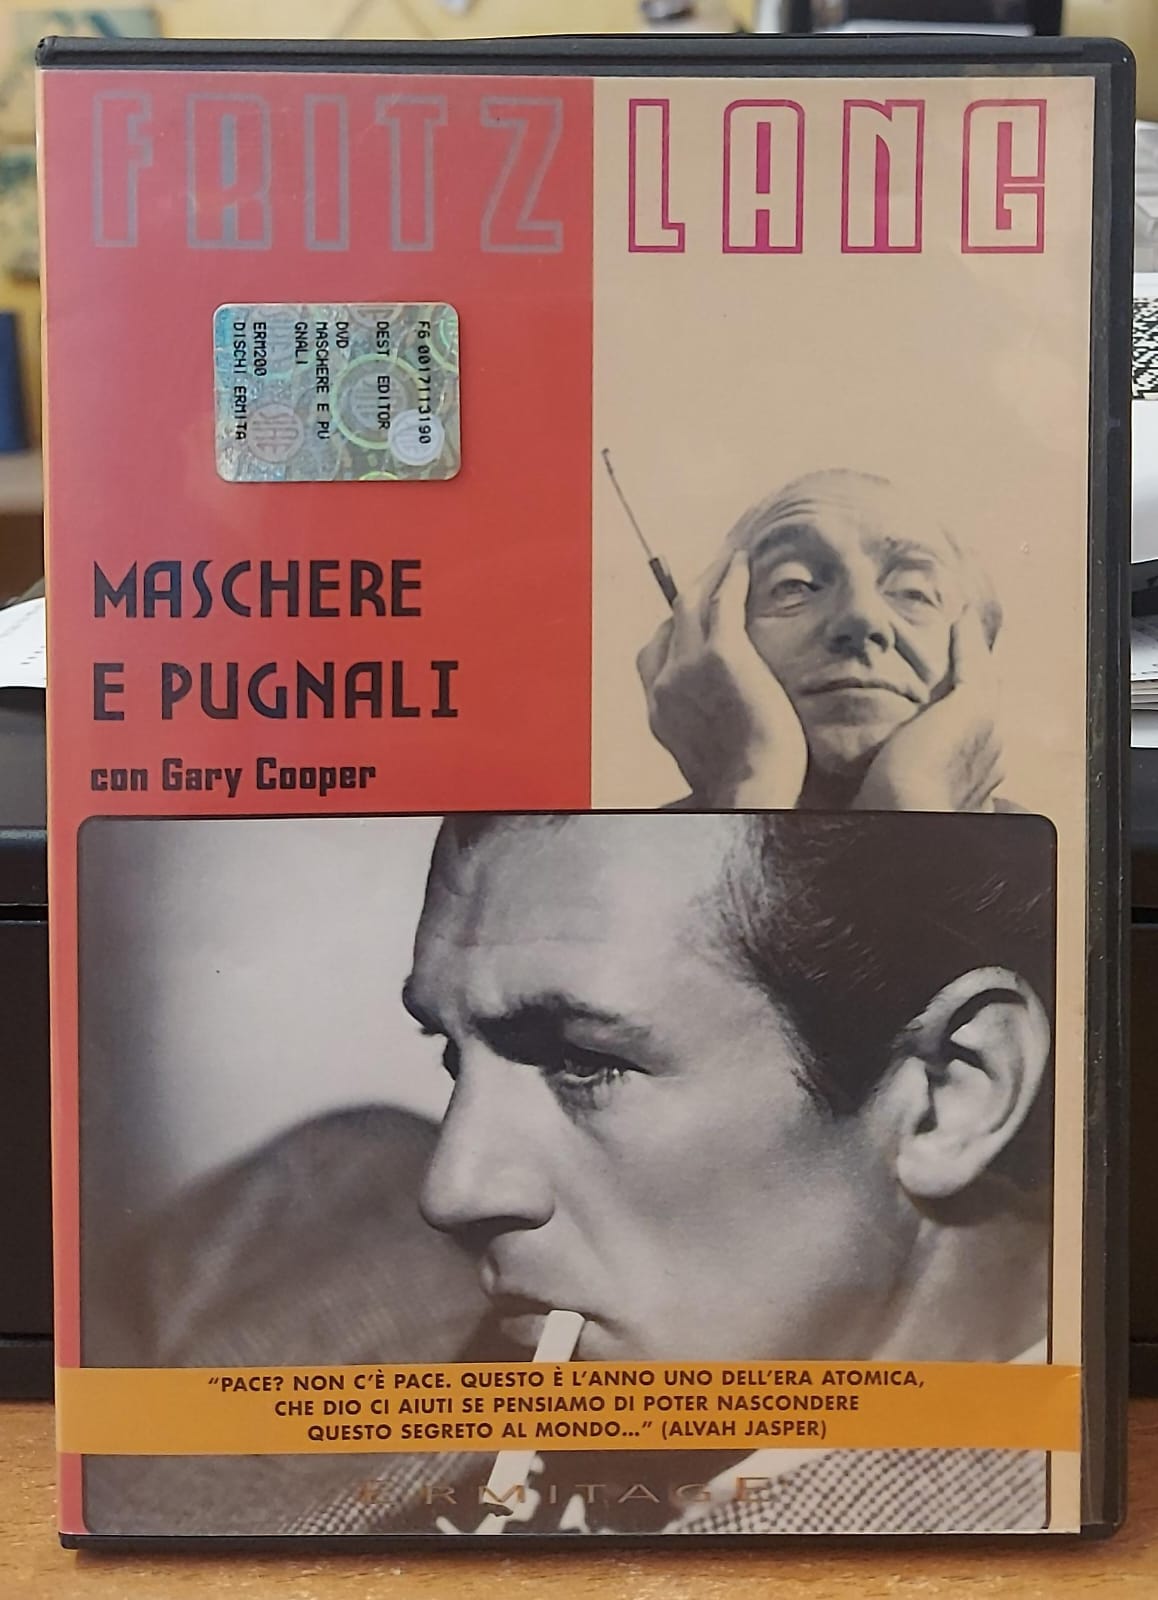 FRITZ LANG
F6 0017113190
DEST EDITOR
DVD
MASCHERE E PU
GNALI
ERM200
DISCHI ERMITA
MASCHERE
E PUGNALI
con Gary Cooper
“PACE? NON C’È PACE. QUESTO È L’ANNO UNO DELL’ERA ATOMICA,
CHE DIO CI AIUTI SE PENSIAMO DI POTER NASCONDERE
QUESTO SEGRETO AL MONDO...” (ALVAH JASPER)
ERMITAGE